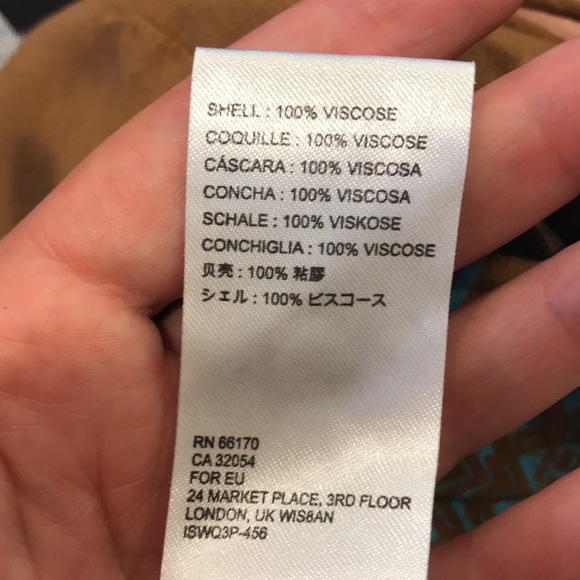 SHELL : 100% VISCOSE
COQUILLE : 100% VISCOSE
CÁSCARA : 100% VISCOSA
CONCHA : 100% VISCOSA
SCHALE : 100% VISKOSE
CONCHIGLIA : 100% VISCOSE
贝壳 : 100% 粘膠
シェル : 100% ビスコース
RN 66170
CA 32054
FOR EU
24 MARKET PLACE, 3RD FLOOR
LONDON, UK WIS8AN
ISWQ3P-456